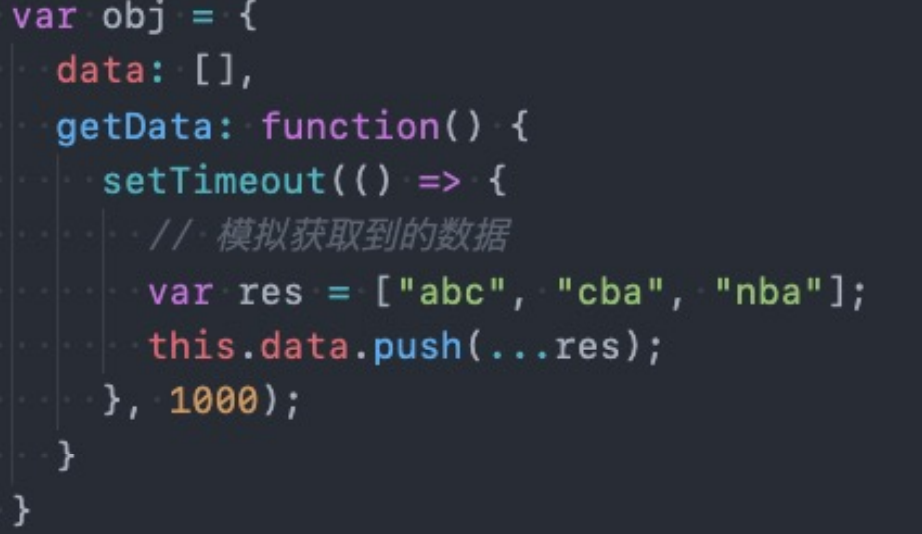 var obj = {
  data: [],
  getData: function() {
    setTimeout(() => {
      // 模拟获取到的数据
      var res = ["abc", "cba", "nba"];
      this.data.push(...res);
    }, 1000);
  }
}